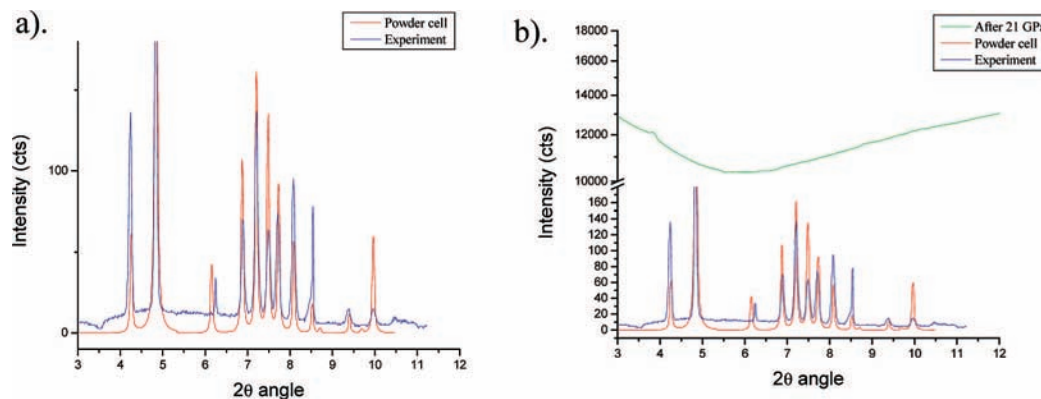 a).
Powder cell
Experiment
Intensity (cts)
100
0
3 4 5 6 7 8 9 10 11 12
2θ angle
b).
After 21 GPa
Powder cell
Experiment
Intensity (cts)
18000
16000
14000
12000
10000
160
140
120
100
80
60
40
20
0
3 4 5 6 7 8 9 10 11 12
2θ angle